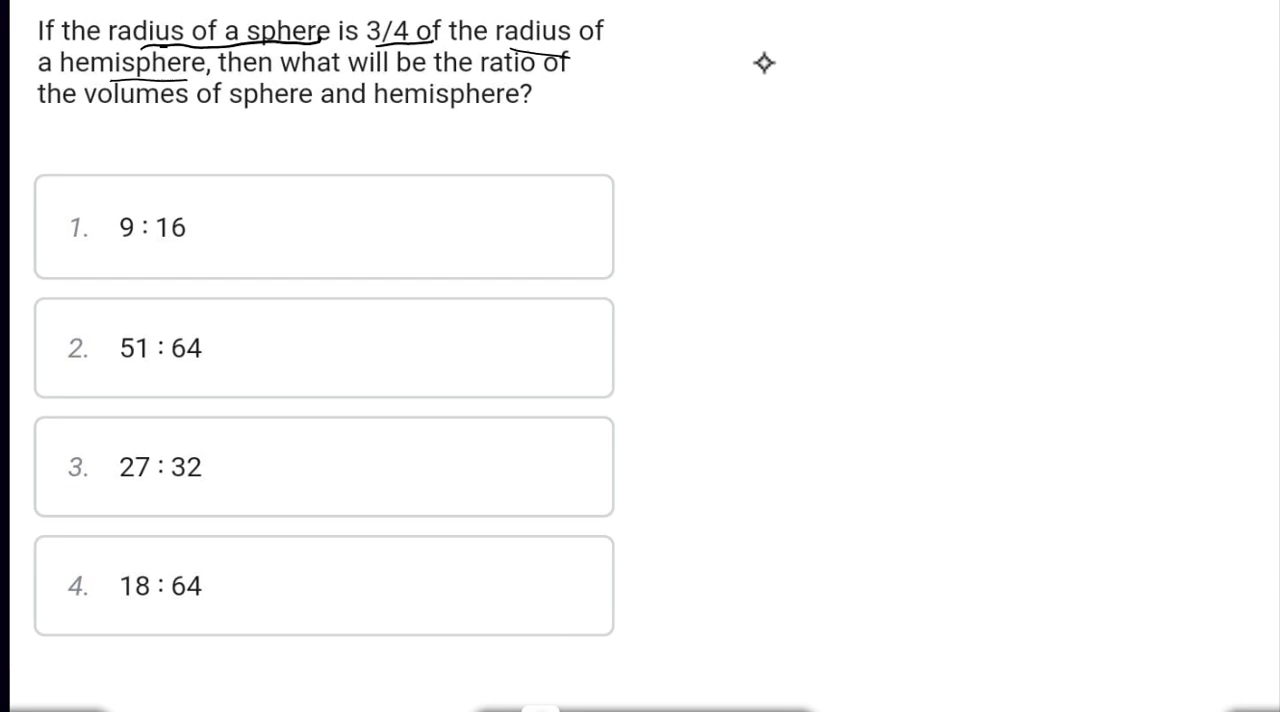 If the radius of a sphere is 3/4 of the radius of
a hemisphere, then what will be the ratio of
the volumes of sphere and hemisphere?
1. 9 : 16
2. 51 : 64
3. 27 : 32
4. 18 : 64